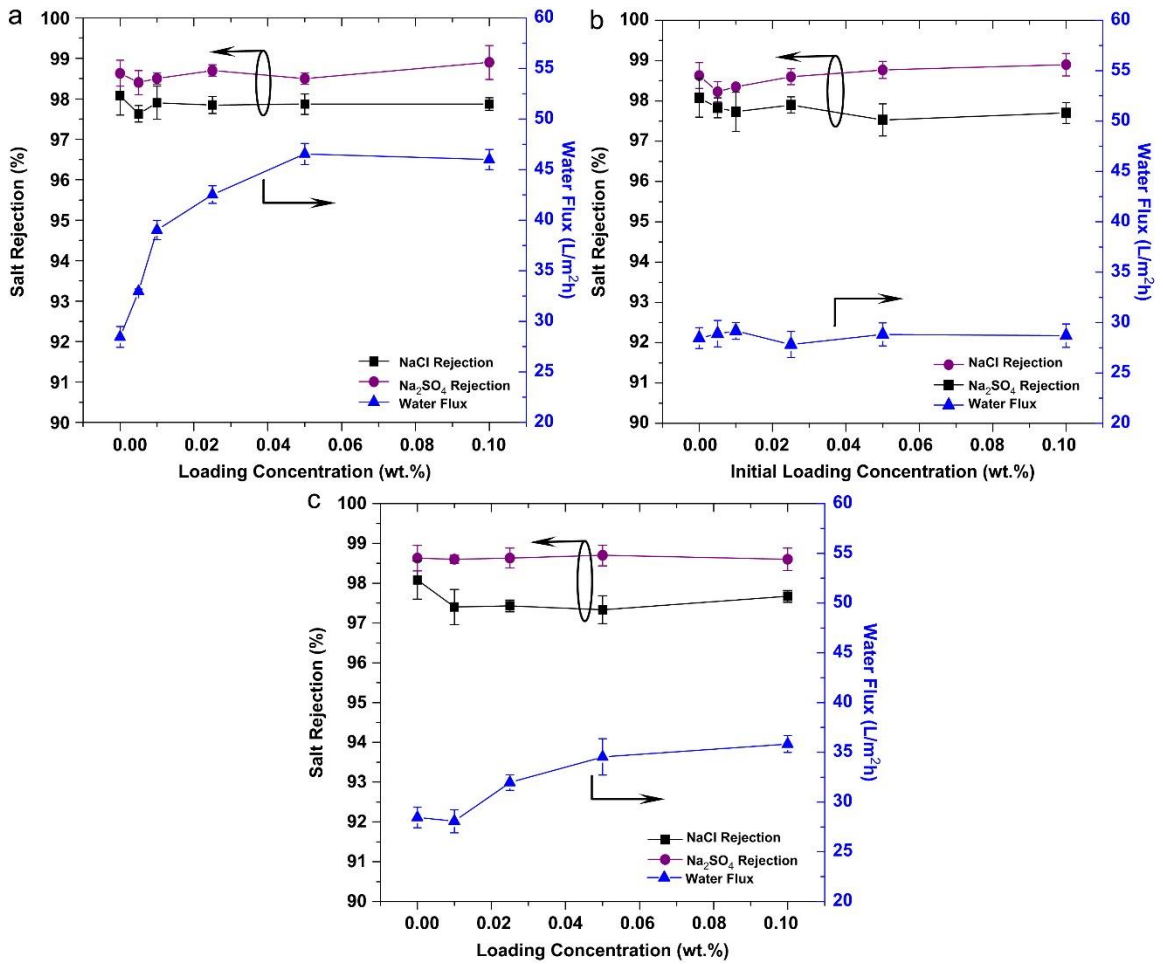 a
100
99
98
97
96
95
94
93
92
91
90
Salt Rejection (%)
0.00 0.02 0.04 0.06 0.08 0.10
Loading Concentration (wt.%)
60
55
50
45
40
35
30
25
20
Water Flux (L/m²h)
NaCl Rejection
Na₂SO₄ Rejection
Water Flux
b
100
99
98
97
96
95
94
93
92
91
90
Salt Rejection (%)
0.00 0.02 0.04 0.06 0.08 0.10
Initial Loading Concentration (wt.%)
60
55
50
45
40
35
30
25
20
Water Flux (L/m²h)
NaCl Rejection
Na₂SO₄ Rejection
Water Flux
c
100
99
98
97
96
95
94
93
92
91
90
Salt Rejection (%)
0.00 0.02 0.04 0.06 0.08 0.10
Loading Concentration (wt.%)
60
55
50
45
40
35
30
25
20
Water Flux (L/m²h)
NaCl Rejection
Na₂SO₄ Rejection
Water Flux